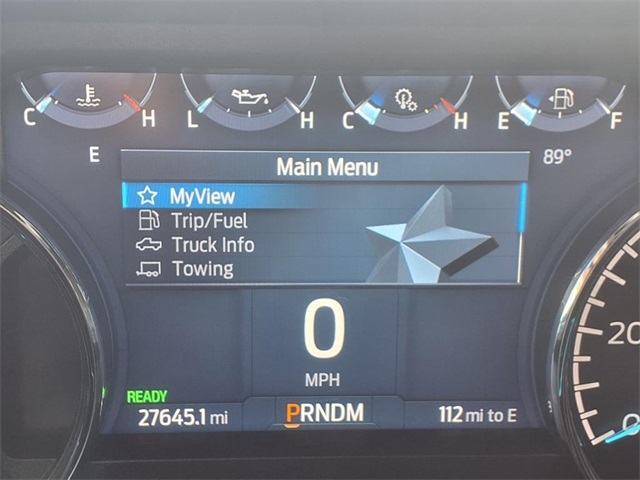 C H L H C H E F
E 89°
Main Menu
MyView
Trip/Fuel
Truck Info
Towing
0
MPH
20
READY
27645.1 mi PRNDM 112 mi to E
0